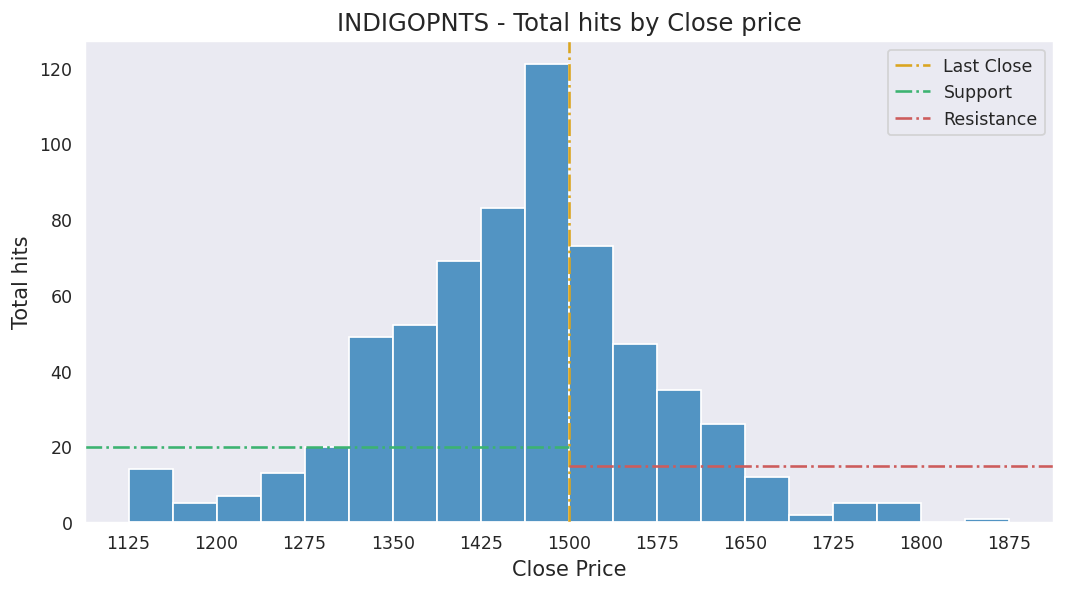 INDIGOPNTS - Total hits by Close price
Last Close
Support
Resistance
Total hits
120
100
80
60
40
20
0
1125 1200 1275 1350 1425 1500 1575 1650 1725 1800 1875
Close Price